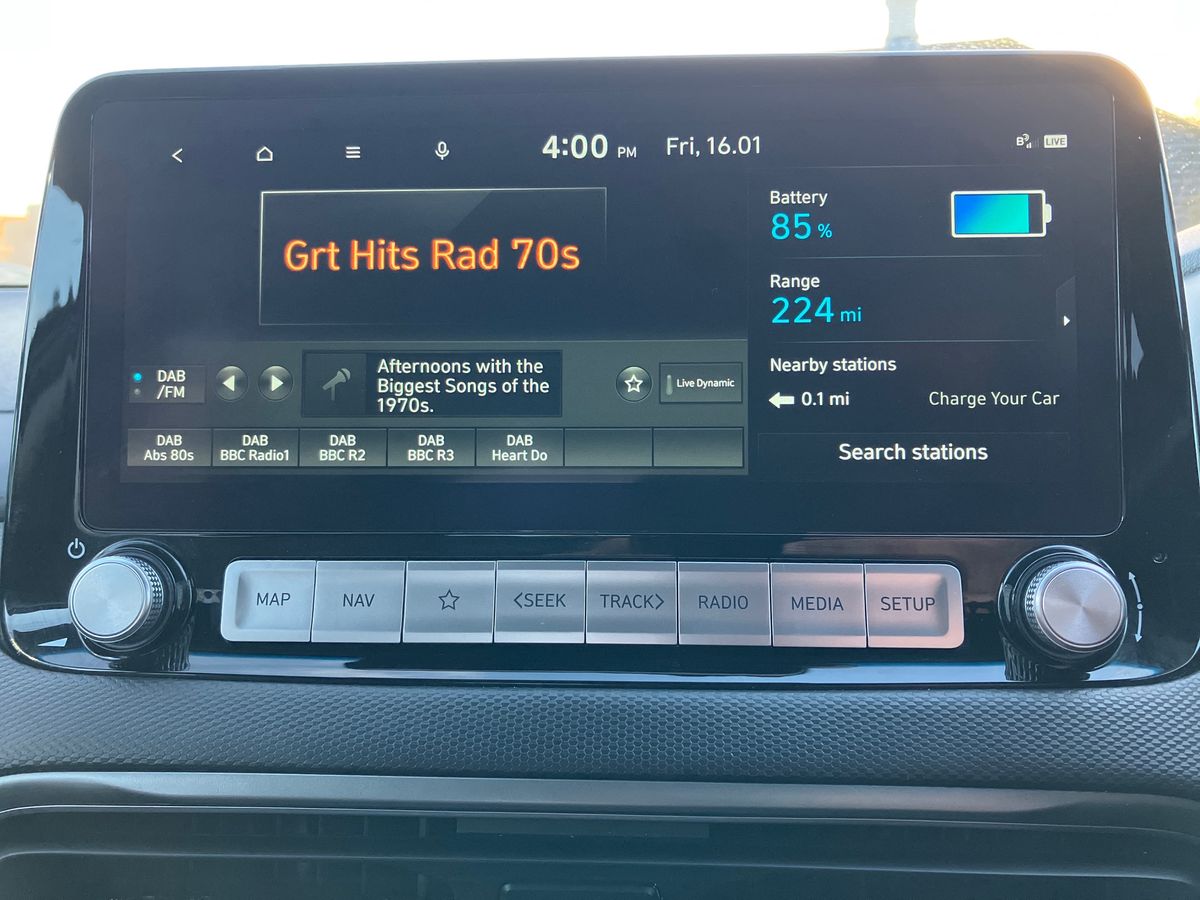 4:00 PM Fri, 16.01
LIVE
Grt Hits Rad 70s
DAB
/FM
Afternoons with the
Biggest Songs of the
1970s.
Live Dynamic
DAB
Abs 80s
DAB
BBC Radio1
DAB
BBC R2
DAB
BBC R3
DAB
Heart Do
Battery
85 %
Range
224 mi
Nearby stations
0.1 mi Charge Your Car
Search stations
MAP
NAV
<SEEK
TRACK>
RADIO
MEDIA
SETUP